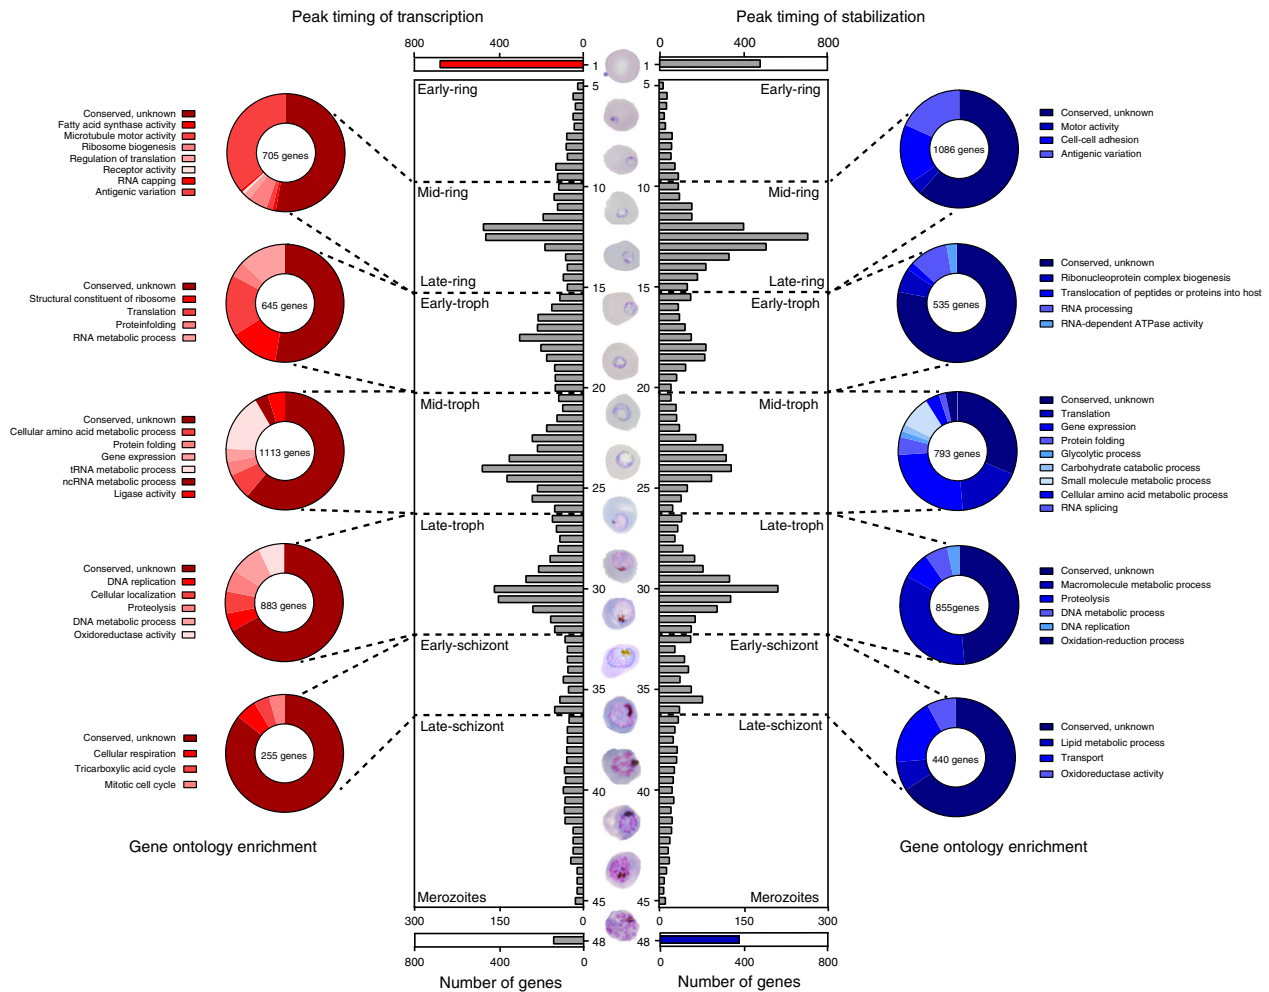 Peak timing of transcription
Peak timing of stabilization
800 400 0
0 400 800
1 1
Early-ring 5 5 Early-ring
Conserved, unknown
Fatty acid synthase activity
Microtubule motor activity
Ribosome biogenesis
Regulation of translation
Receptor activity
RNA capping
Antigenic variation
705 genes
1086 genes
Conserved, unknown
Motor activity
Cell-cell adhesion
Antigenic variation
Mid-ring 10 10 Mid-ring
Late-ring 15 15 Late-ring
Early-troph Early-troph
Conserved, unknown
Structural constituent of ribosome
Translation
Proteinfolding
RNA metabolic process
645 genes
535 genes
Conserved, unknown
Ribonucleoprotein complex biogenesis
Translocation of peptides or proteins into host
RNA processing
RNA-dependent ATPase activity
20 20
Mid-troph Mid-troph
Conserved, unknown
Cellular amino acid metabolic process
Protein folding
Gene expression
tRNA metabolic process
ncRNA metabolic process
Ligase activity
1113 genes
793 genes
Conserved, unknown
Translation
Gene expression
Protein folding
Glycolytic process
Carbohydrate catabolic process
Small molecule metabolic process
Cellular amino acid metabolic process
RNA splicing
25 25
Late-troph Late-troph
Conserved, unknown
DNA replication
Cellular localization
Proteolysis
DNA metabolic process
Oxidoreductase activity
883 genes
855genes
Conserved, unknown
Macromolecule metabolic process
Proteolysis
DNA metabolic process
DNA replication
Oxidation-reduction process
30 30
Early-schizont Early-schizont
35 35
Late-schizont Late-schizont
Conserved, unknown
Cellular respiration
Tricarboxylic acid cycle
Mitotic cell cycle
255 genes
440 genes
Conserved, unknown
Lipid metabolic process
Transport
Oxidoreductase activity
40 40
Gene ontology enrichment
Gene ontology enrichment
Merozoites 45 45 Merozoites
300 150 0
0 150 300
48 48
800 400 0
0 400 800
Number of genes
Number of genes